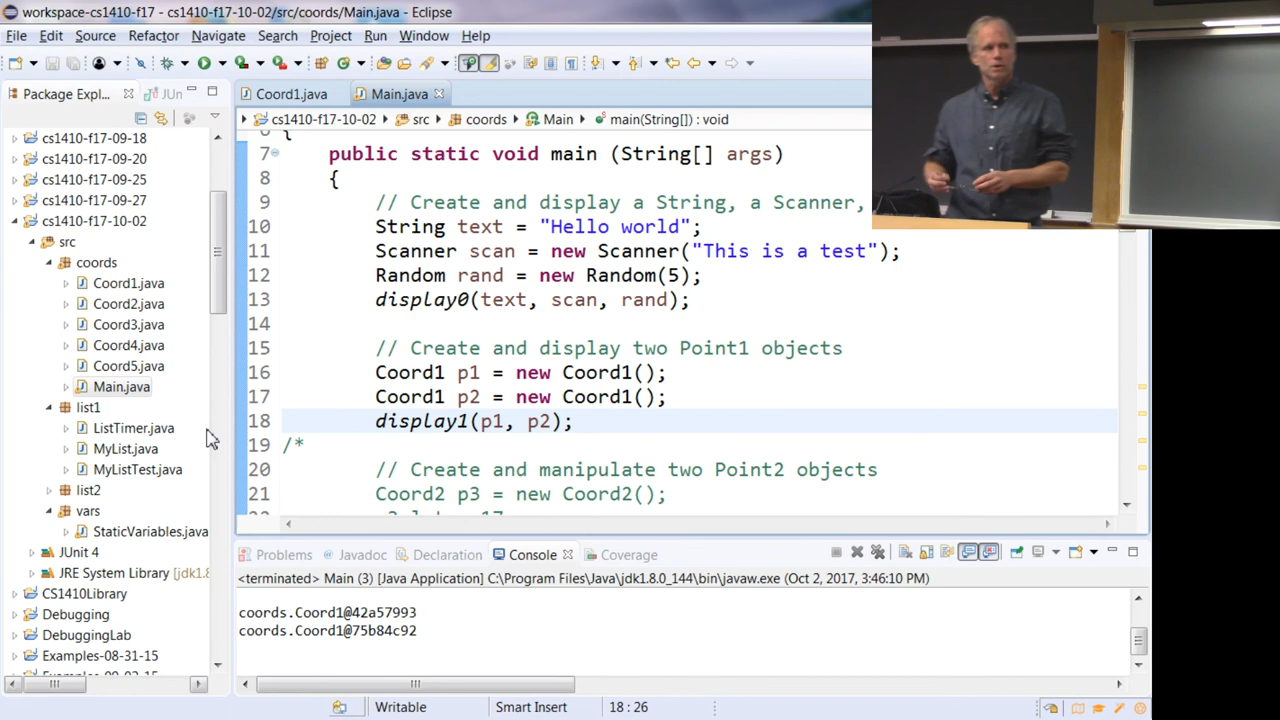 workspace-cs1410-f17 - cs1410-f17-10-02/src/coords/Main.java - Eclipse
File Edit Source Refactor Navigate Search Project Run Window Help
Package Expl... JUn
Coord1.java Main.java
cs1410-f17-10-02 src coords Main main(String[]) : void
cs1410-f17-09-18
cs1410-f17-09-20
cs1410-f17-09-25
cs1410-f17-09-27
cs1410-f17-10-02
src
coords
Coord1.java
Coord2.java
Coord3.java
Coord4.java
Coord5.java
Main.java
list1
ListTimer.java
MyList.java
MyListTest.java
list2
vars
StaticVariables.java
JUnit 4
JRE System Library [jdk1.8
CS1410Library
Debugging
DebuggingLab
Examples-08-31-15
6 {
7 public static void main (String[] args)
8 {
9 // Create and display a String, a Scanner,
10 String text = "Hello world";
11 Scanner scan = new Scanner("This is a test");
12 Random rand = new Random(5);
13 display0(text, scan, rand);
14
15 // Create and display two Point1 objects
16 Coord1 p1 = new Coord1();
17 Coord1 p2 = new Coord1();
18 display1(p1, p2);
19 /*
20 // Create and manipulate two Point2 objects
21 Coord2 p3 = new Coord2();
Problems Javadoc Declaration Console Coverage
<terminated> Main (3) [Java Application] C:\Program Files\Java\jdk1.8.0_144\bin\javaw.exe (Oct 2, 2017, 3:46:10 PM)
coords.Coord1@42a57993
coords.Coord1@75b84c92
Writable Smart Insert 18 : 26